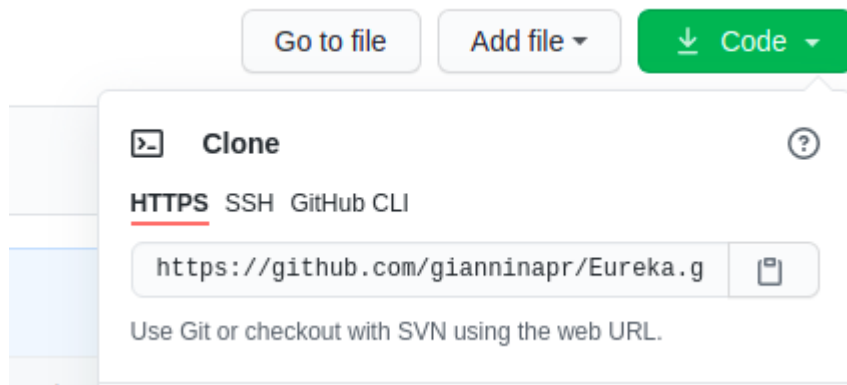 Go to file Add file Code
Clone
HTTPS SSH GitHub CLI
https://github.com/gianninapr/Eureka.g
Use Git or checkout with SVN using the web URL.